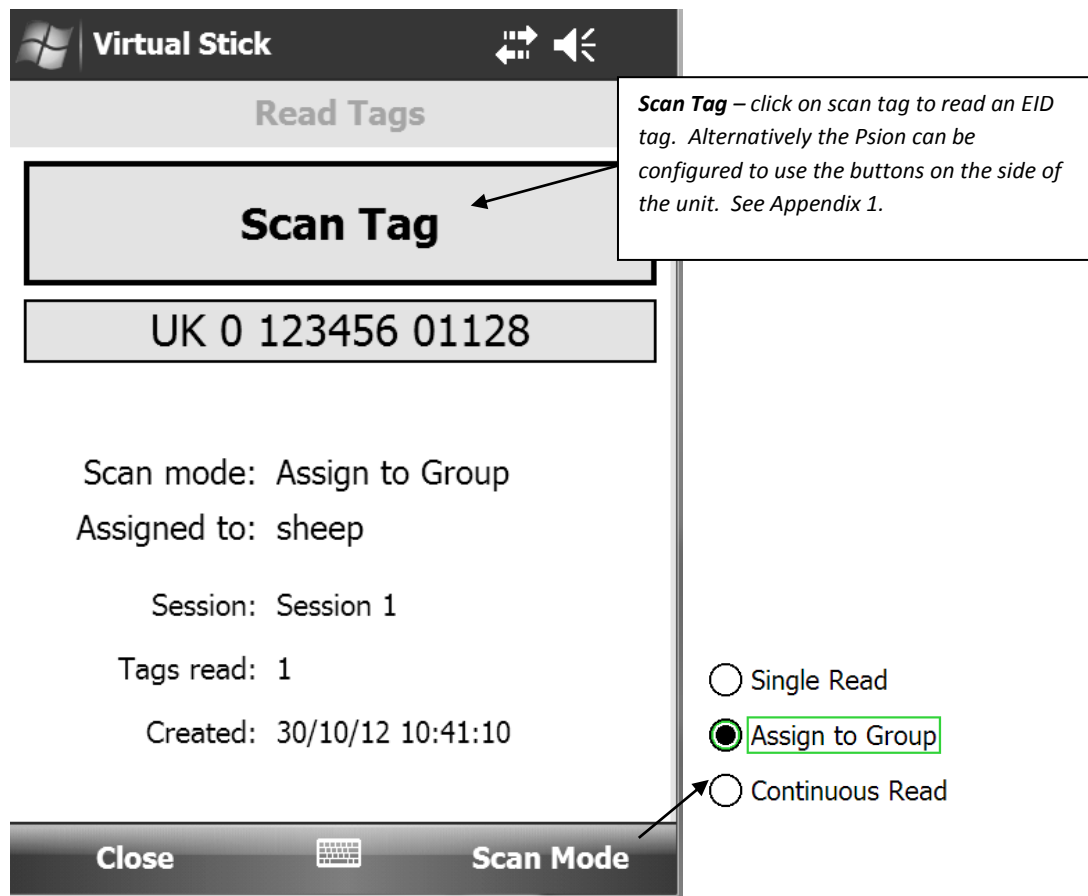 Virtual Stick
Read Tags
Scan Tag – click on scan tag to read an EID
tag. Alternatively the Psion can be
configured to use the buttons on the side of
the unit. See Appendix 1.
Scan Tag
UK 0 123456 01128
Scan mode: Assign to Group
Assigned to: sheep
Session: Session 1
Tags read: 1
Created: 30/10/12 10:41:10
Single Read
Assign to Group
Continuous Read
Close
Scan Mode